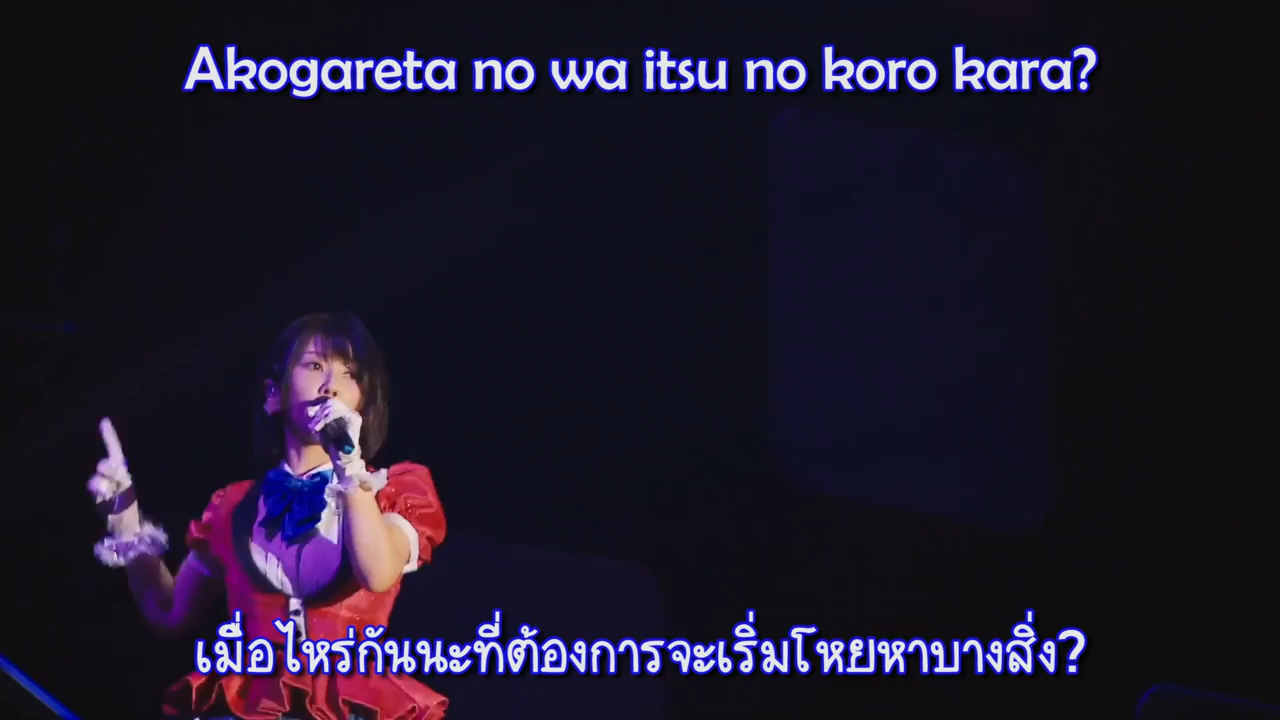 Akogareta no wa itsu no koro kara?
เมื่อไหร่กันนะที่ต้องการจะเริ่มโหยหาบางสิ่ง?